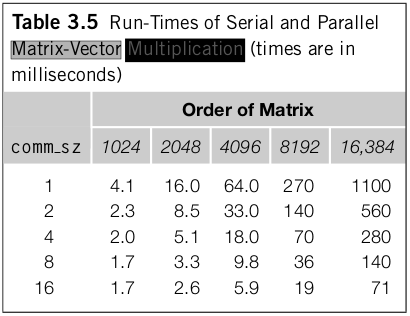 Table 3.5 Run-Times of Serial and Parallel
Matrix-Vector Multiplication (times are in
milliseconds)
Order of Matrix
comm_sz 1024 2048 4096 8192 16,384
1 4.1 16.0 64.0 270 1100
2 2.3 8.5 33.0 140 560
4 2.0 5.1 18.0 70 280
8 1.7 3.3 9.8 36 140
16 1.7 2.6 5.9 19 71